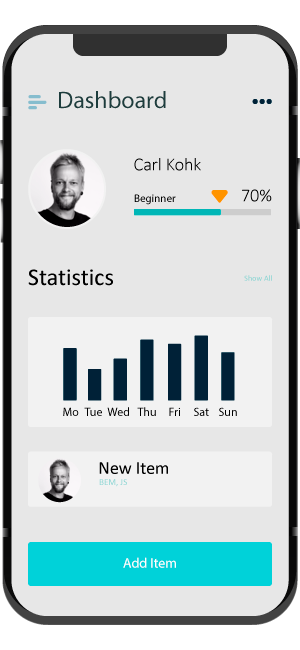 Dashboard
Carl Kohk
Beginner 70%
Statistics Show All
Mo Tue Wed Thu Fri Sat Sun
New Item
BEM, JS
Add Item